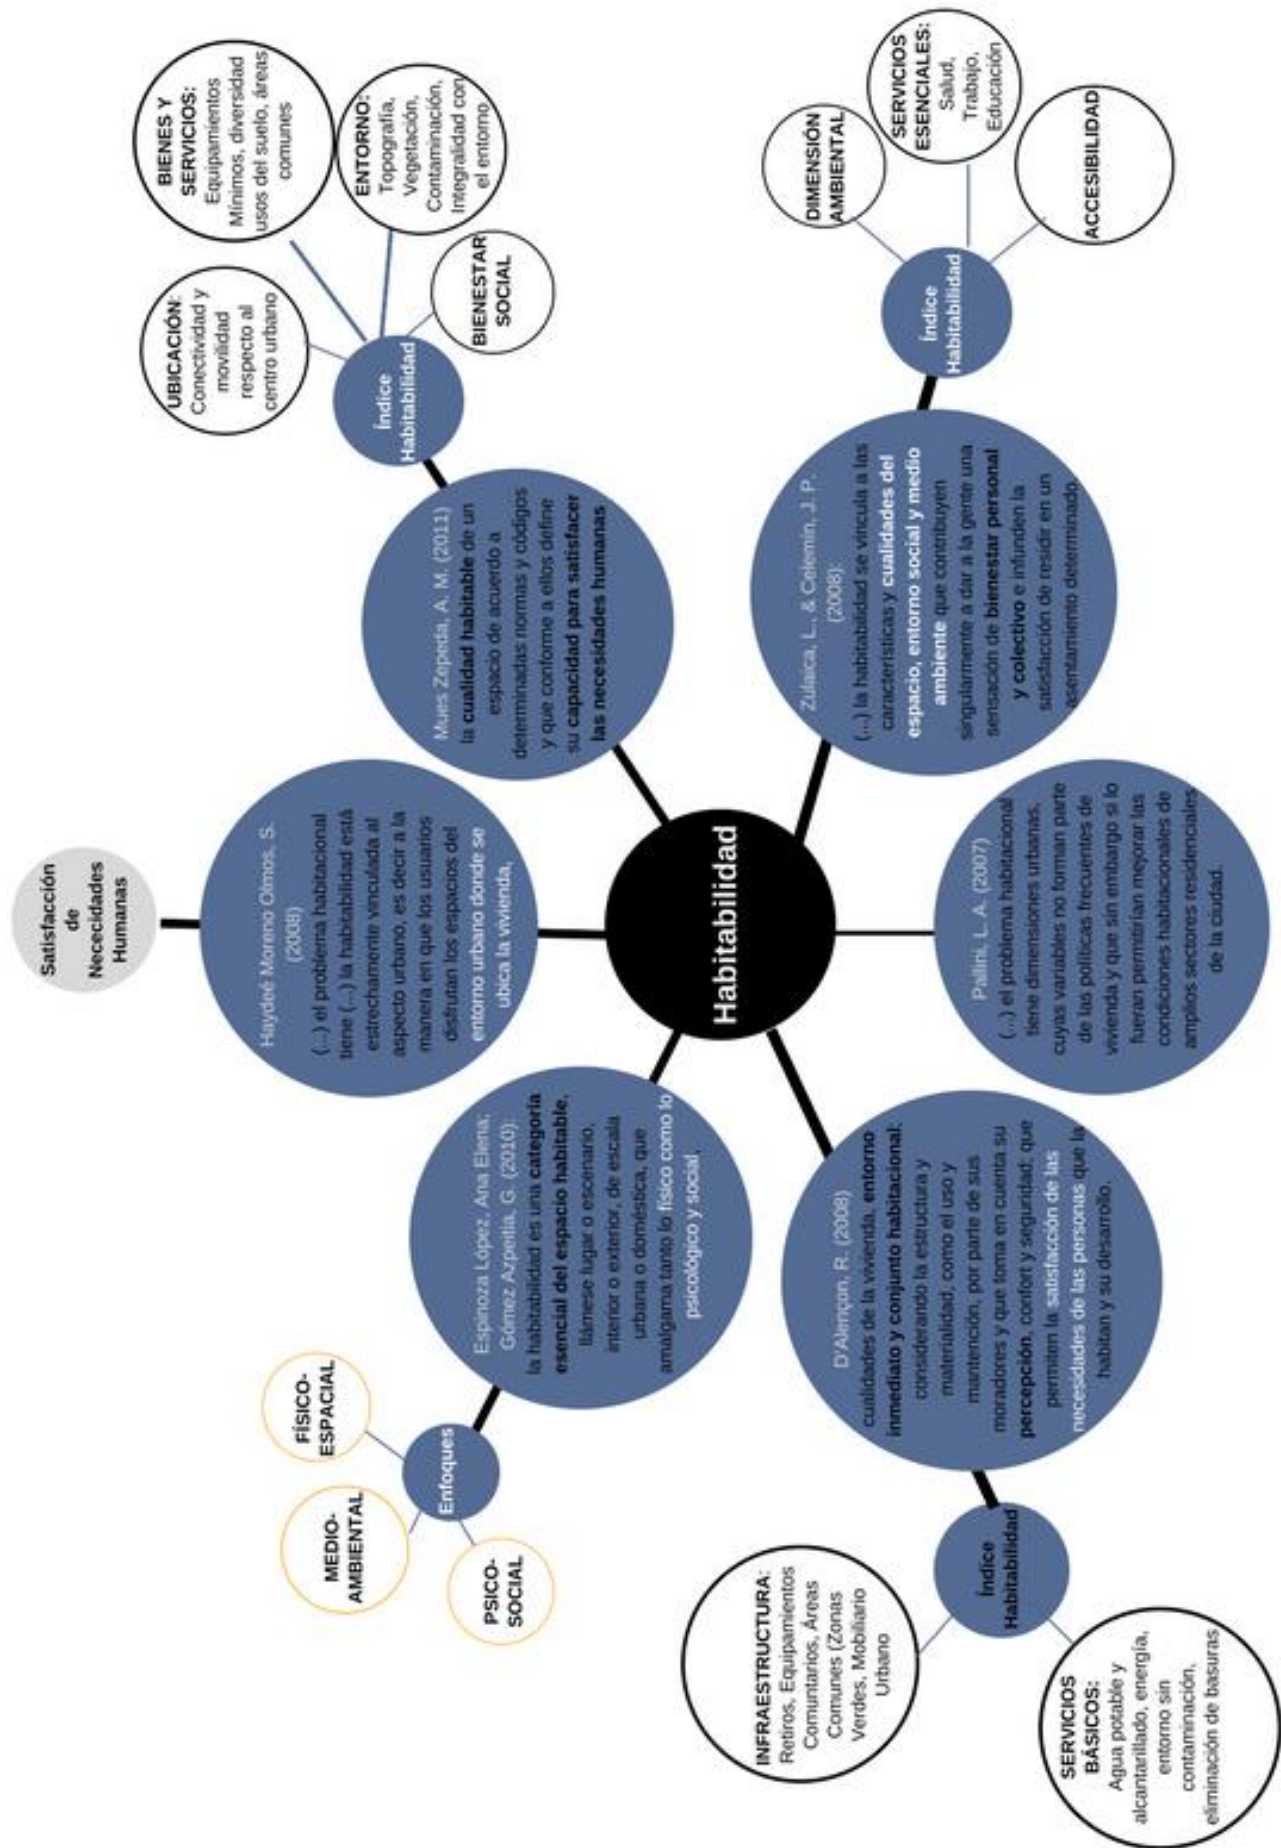 Satisfacción
de
Nececidades
Humanas
Haydeé Moreno Olmos, S.
(2008)
(...) el problema habitacional
tiene (...) la habitabilidad está
estrechamente vinculada al
aspecto urbano, es decir a la
manera en que los usuarios
disfrutan los espacios del
entorno urbano donde se
ubica la vivienda,
Espinoza López, Ana Elena;
Gómez Azpeitia, G. (2010):
la habitabilidad es una categoría
esencial del espacio habitable,
llámese lugar o escenario,
interior o exterior, de escala
urbana o doméstica, que
amalgama tanto lo físico como lo
psicológico y social
Enfoques
FÍSICO-
ESPACIAL
MEDIO-
AMBIENTAL
PSICO-
SOCIAL
Mues Zepeda, A. M. (2011)
la cualidad habitable de un
espacio de acuerdo a
determinadas normas y códigos
y que conforme a ellos define
su capacidad para satisfacer
las necesidades humanas
Índice
Habitabilidad
UBICACIÓN:
Conectividad y
movilidad
respecto al
centro urbano
BIENES Y
SERVICIOS:
Equipamientos
Mínimos, diversidad
usos del suelo, áreas
comunes
ENTORNO:
Topografía,
Vegetación,
Contaminación,
Integralidad con
el entorno
BIENESTAR
SOCIAL
Habitabilidad
D'Alençon, R. (2008)
cualidades de la vivienda, entorno
inmediato y conjunto habitacional;
considerando la estructura y
materialidad, como el uso y
mantención, por parte de sus
moradores y que toma en cuenta su
percepción, confort y seguridad; que
permiten la satisfacción de las
necesidades de las personas que la
habitan y su desarrollo.
Índice
Habitabilidad
INFRAESTRUCTURA:
Retiros, Equipamientos
Comuntarios, Áreas
Comunes (Zonas
Verdes, Mobiliario
Urbano
SERVICIOS
BÁSICOS:
Agua potable y
alcantarillado, energía,
entorno sin
contaminación,
eliminación de basuras
Pallini, L. A. (2007)
(...) el problema habitacional
tiene dimensiones urbanas,
cuyas variables no forman parte
de las políticas frecuentes de
vivienda y que sin embargo si lo
fueran permitirían mejorar las
condiciones habitacionales de
amplios sectores residenciales
de la ciudad.
Zulaica, L., & Celemín, J. P.
(2008):
(...) la habitabilidad se vincula a las
características y cualidades del
espacio, entorno social y medio
ambiente que contribuyen
singularmente a dar a la gente una
sensación de bienestar personal
y colectivo e infunden la
satisfacción de residir en un
asentamiento determinado,
Índice
Habitabilidad
DIMENSIÓN
AMBIENTAL
SERVICIOS
ESENCIALES:
Salud,
Trabajo,
Educación
ACCESIBILIDAD